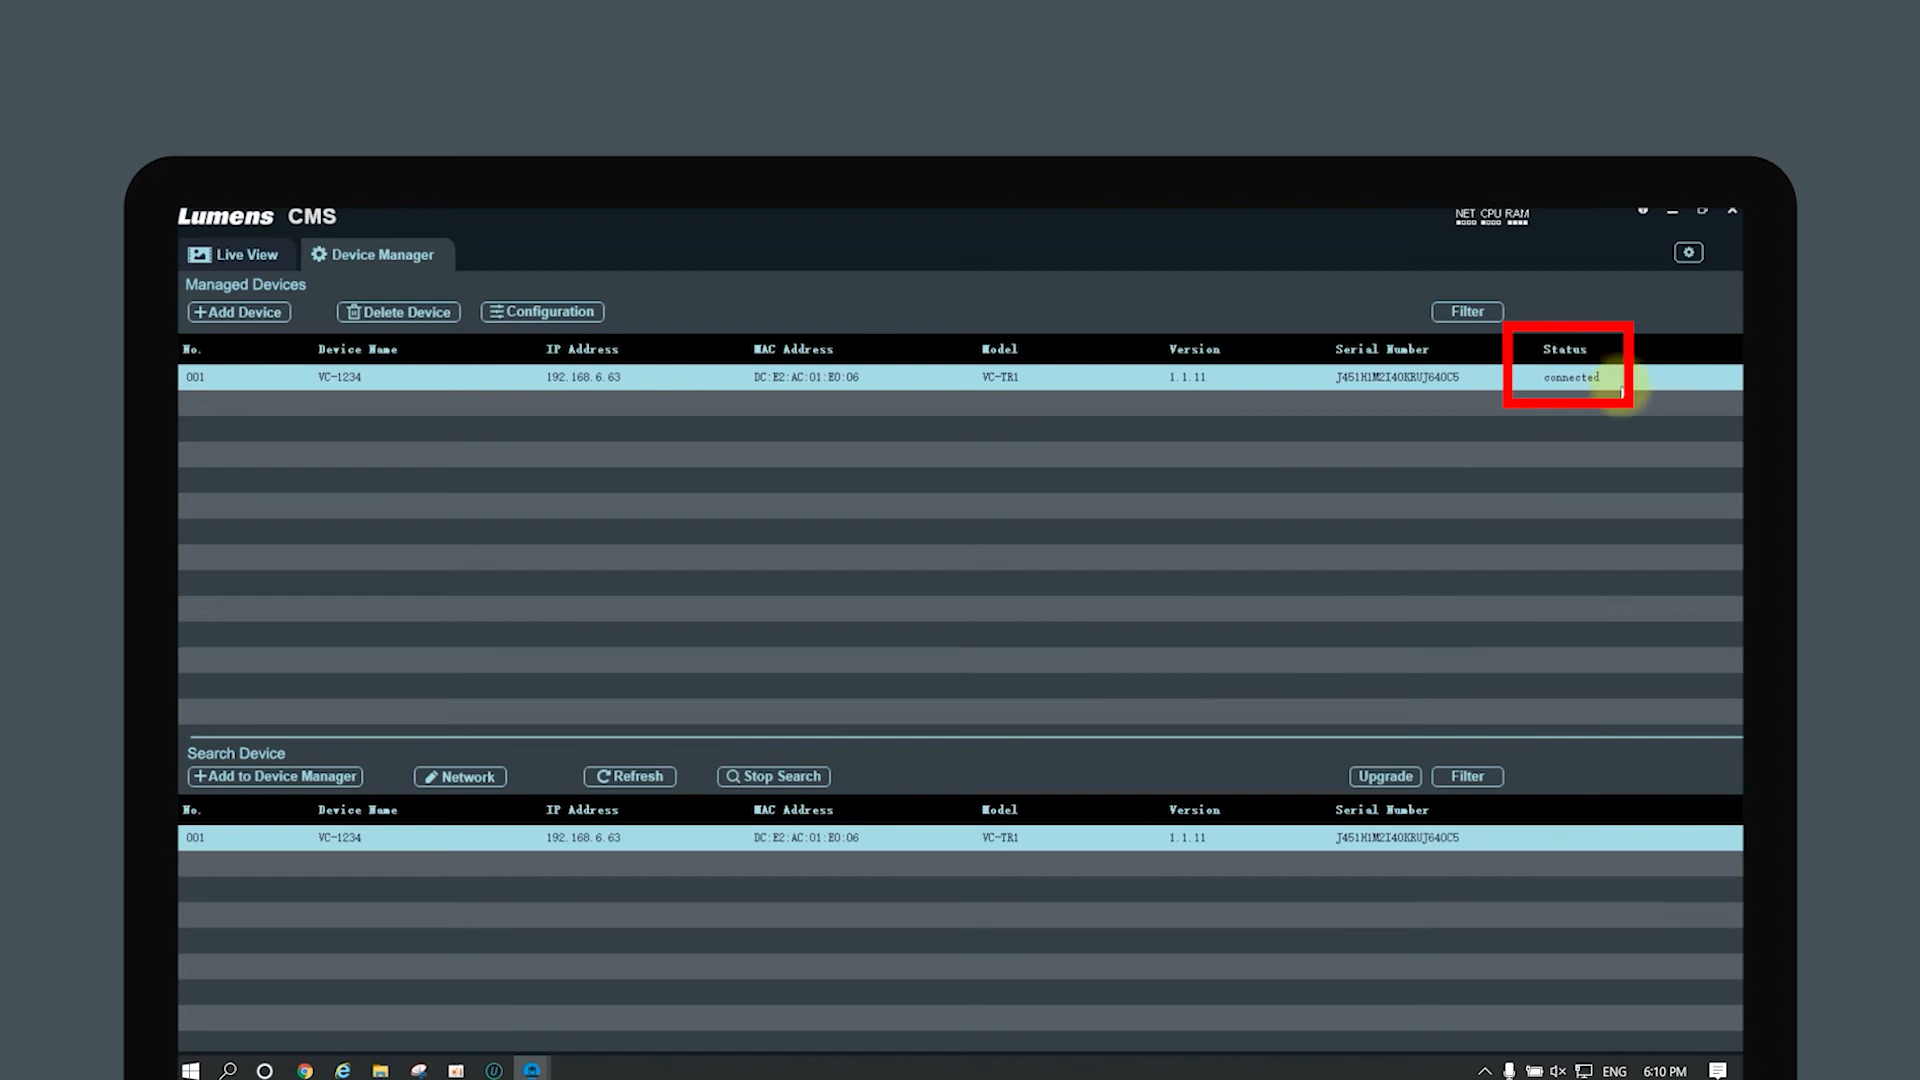 Lumens CMS
NET CPU RAM
Live View Device Manager
Managed Devices
+Add Device Delete Device Configuration Filter
No. Device Name IP Address MAC Address Model Version Serial Number Status
001 VC-1234 192.168.6.63 DC:E2:AC:01:E0:06 VC-TR1 1.1.11 J451H1M2I40KRUJ640C5 connected
Search Device
+Add to Device Manager Network Refresh Stop Search Upgrade Filter
No. Device Name IP Address MAC Address Model Version Serial Number
001 VC-1234 192.168.6.63 DC:E2:AC:01:E0:06 VC-TR1 1.1.11 J451H1M2I40KRUJ640C5
ENG 6:10 PM